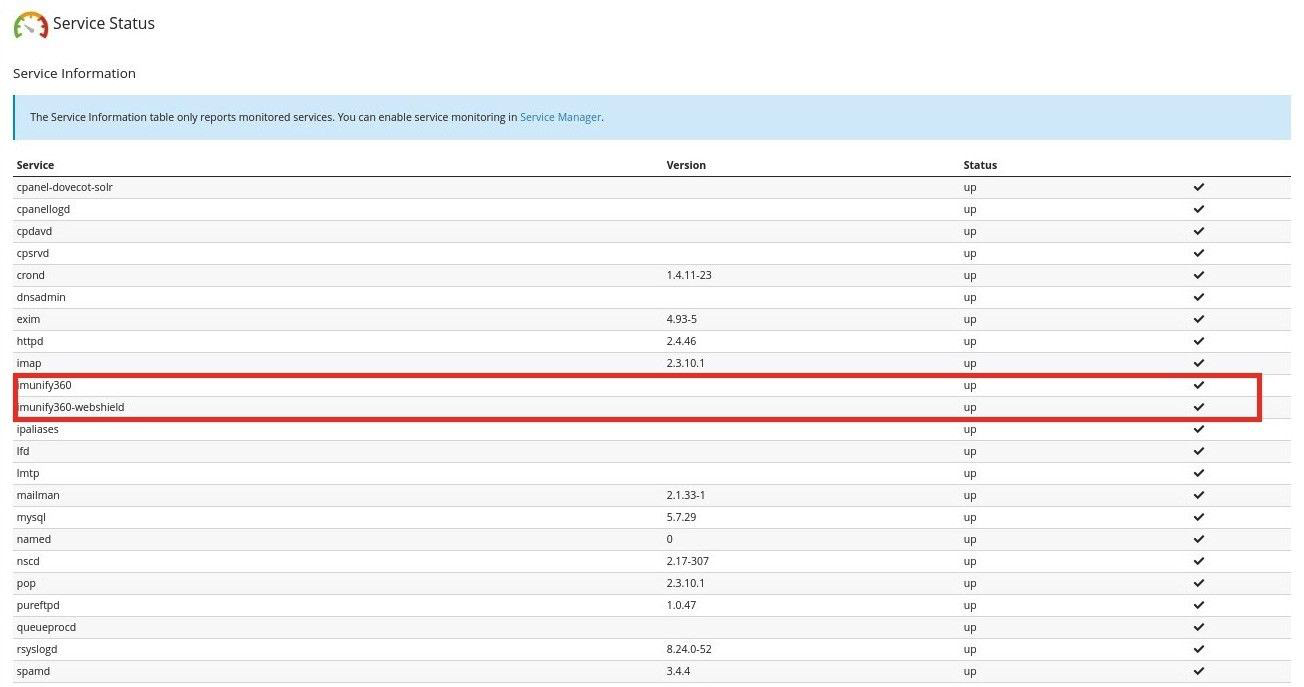 Service Status
Service Information
The Service Information table only reports monitored services. You can enable service monitoring in Service Manager.
Service Version Status
cpanel-dovecot-solr up
cpanellogd up
cpdavd up
cpsrvd up
crond 1.4.11-23 up
dnsadmin up
exim 4.93-5 up
httpd 2.4.46 up
imap 2.3.10.1 up
imunify360 up
imunify360-webshield up
ipaliases up
lfd up
lmtp up
mailman 2.1.33-1 up
mysql 5.7.29 up
named 0 up
nscd 2.17-307 up
pop 2.3.10.1 up
pureftpd 1.0.47 up
queueprocd up
rsyslogd 8.24.0-52 up
spamd 3.4.4 up